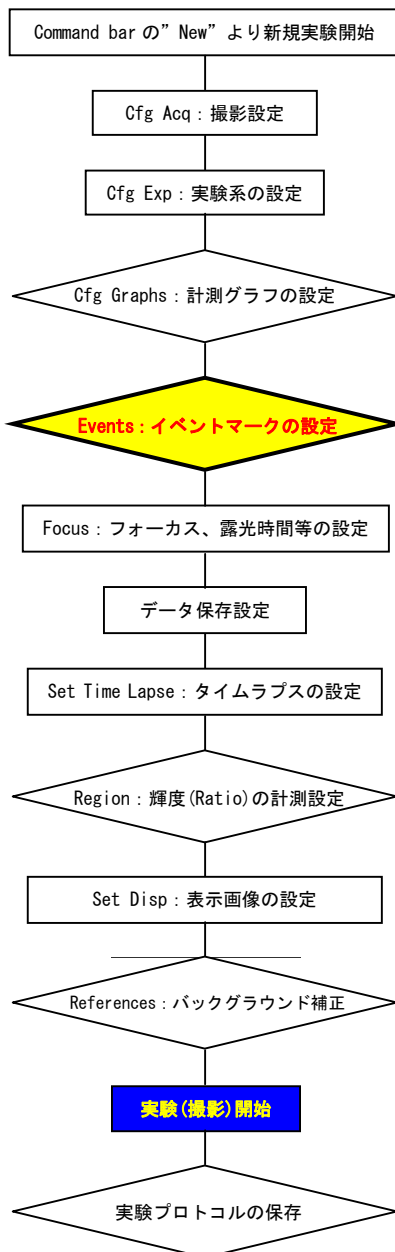 Command bar の”New”より新規実験開始
Cfg Acq：撮影設定
Cfg Exp：実験系の設定
Cfg Graphs：計測グラフの設定
Events：イベントマークの設定
Focus：フォーカス、露光時間等の設定
データ保存設定
Set Time Lapse：タイムラプスの設定
Region：輝度(Ratio)の計測設定
Set Disp：表示画像の設定
References：バックグラウンド補正
実験(撮影)開始
実験プロトコルの保存